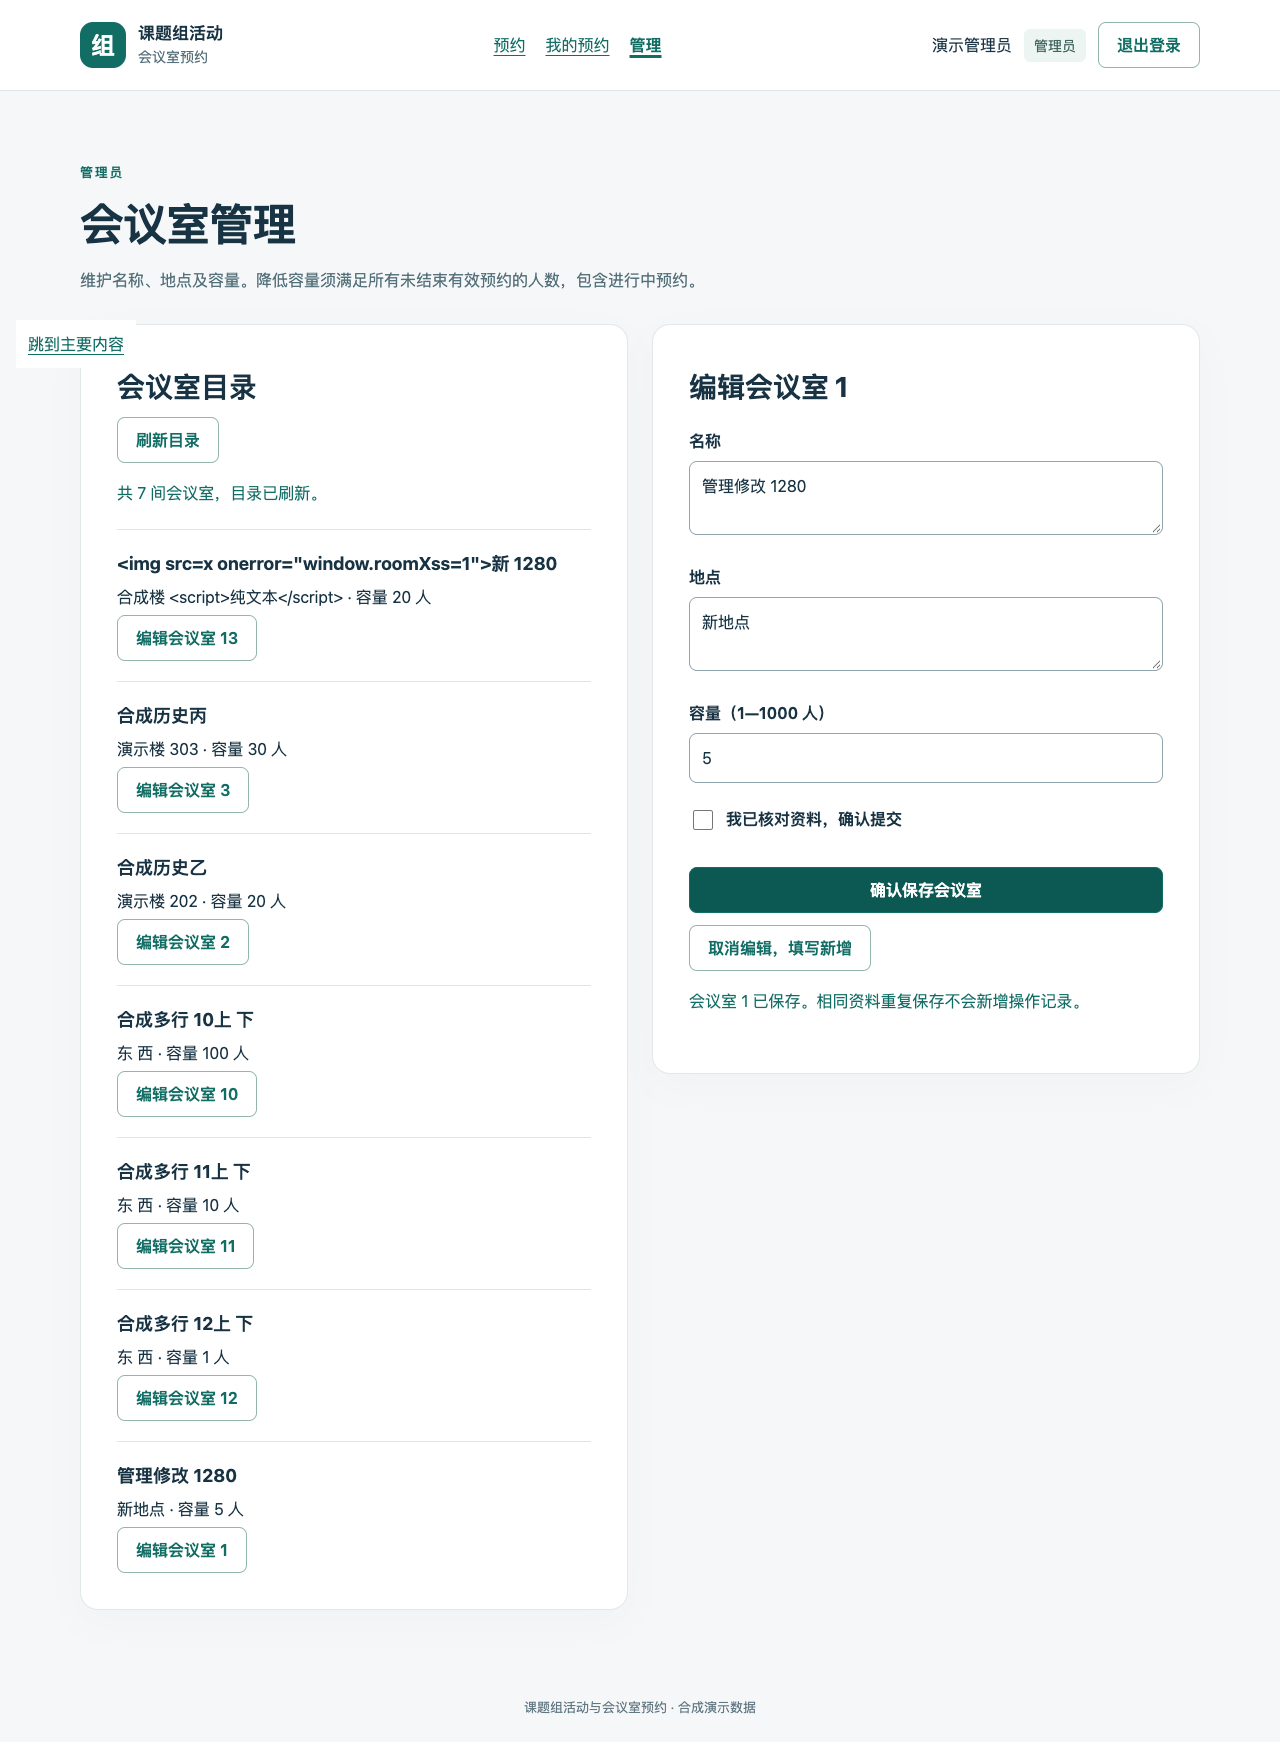 组
课题组活动
会议室预约
预约
我的预约
管理
演示管理员
管理员
退出登录
管理员
会议室管理
维护名称、地点及容量。降低容量须满足所有未结束有效预约的人数，包含进行中预约。
跳到主要内容
会议室目录
刷新目录
共 7 间会议室，目录已刷新。
<img src=x onerror="window.roomXss=1">新 1280
合成楼 <script>纯文本</script> · 容量 20 人
编辑会议室 13
合成历史丙
演示楼 303 · 容量 30 人
编辑会议室 3
合成历史乙
演示楼 202 · 容量 20 人
编辑会议室 2
合成多行 10上 下
东 西 · 容量 100 人
编辑会议室 10
合成多行 11上 下
东 西 · 容量 10 人
编辑会议室 11
合成多行 12上 下
东 西 · 容量 1 人
编辑会议室 12
管理修改 1280
新地点 · 容量 5 人
编辑会议室 1
编辑会议室 1
名称
管理修改 1280
地点
新地点
容量（1—1000 人）
5
我已核对资料，确认提交
确认保存会议室
取消编辑，填写新增
会议室 1 已保存。相同资料重复保存不会新增操作记录。
课题组活动与会议室预约 · 合成演示数据